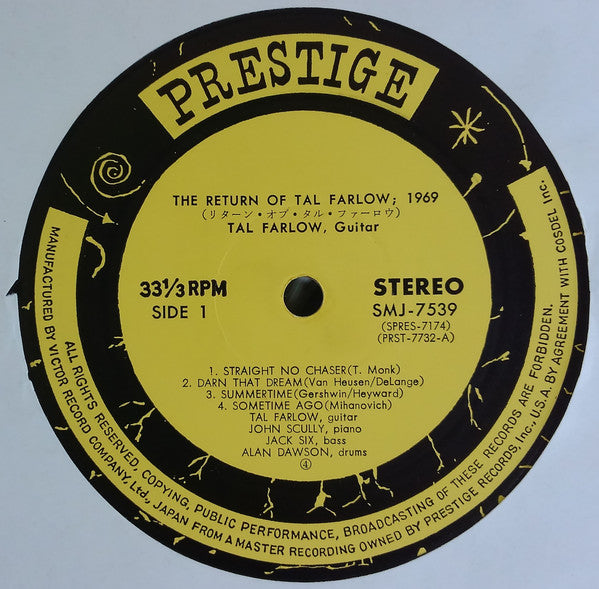 PRESTIGE
THE RETURN OF TAL FARLOW; 1969
(リターン・オブ・タル・ファーロウ)
TAL FARLOW, Guitar
33⅓ RPM
SIDE 1
STEREO
SMJ-7539
(SPRES-7174)
(PRST-7732-A)
1. STRAIGHT NO CHASER(T. Monk)
2. DARN THAT DREAM(Van Heusen/DeLange)
3. SUMMERTIME(Gershwin/Heyward)
4. SOMETIME AGO(Mihanovich)
TAL FARLOW, guitar
JOHN SCULLY, piano
JACK SIX, bass
ALAN DAWSON, drums
④
ALL RIGHTS RESERVED, COPYING, PUBLIC PERFORMANCE, BROADCASTING OF THESE RECORDS ARE FORBIDDEN.
MANUFACTURED BY VICTOR RECORD COMPANY, Ltd., JAPAN FROM A MASTER RECORDING OWNED BY PRESTIGE RECORDS, Inc., U.S.A. BY AGREEMENT WITH COSDEL Inc.